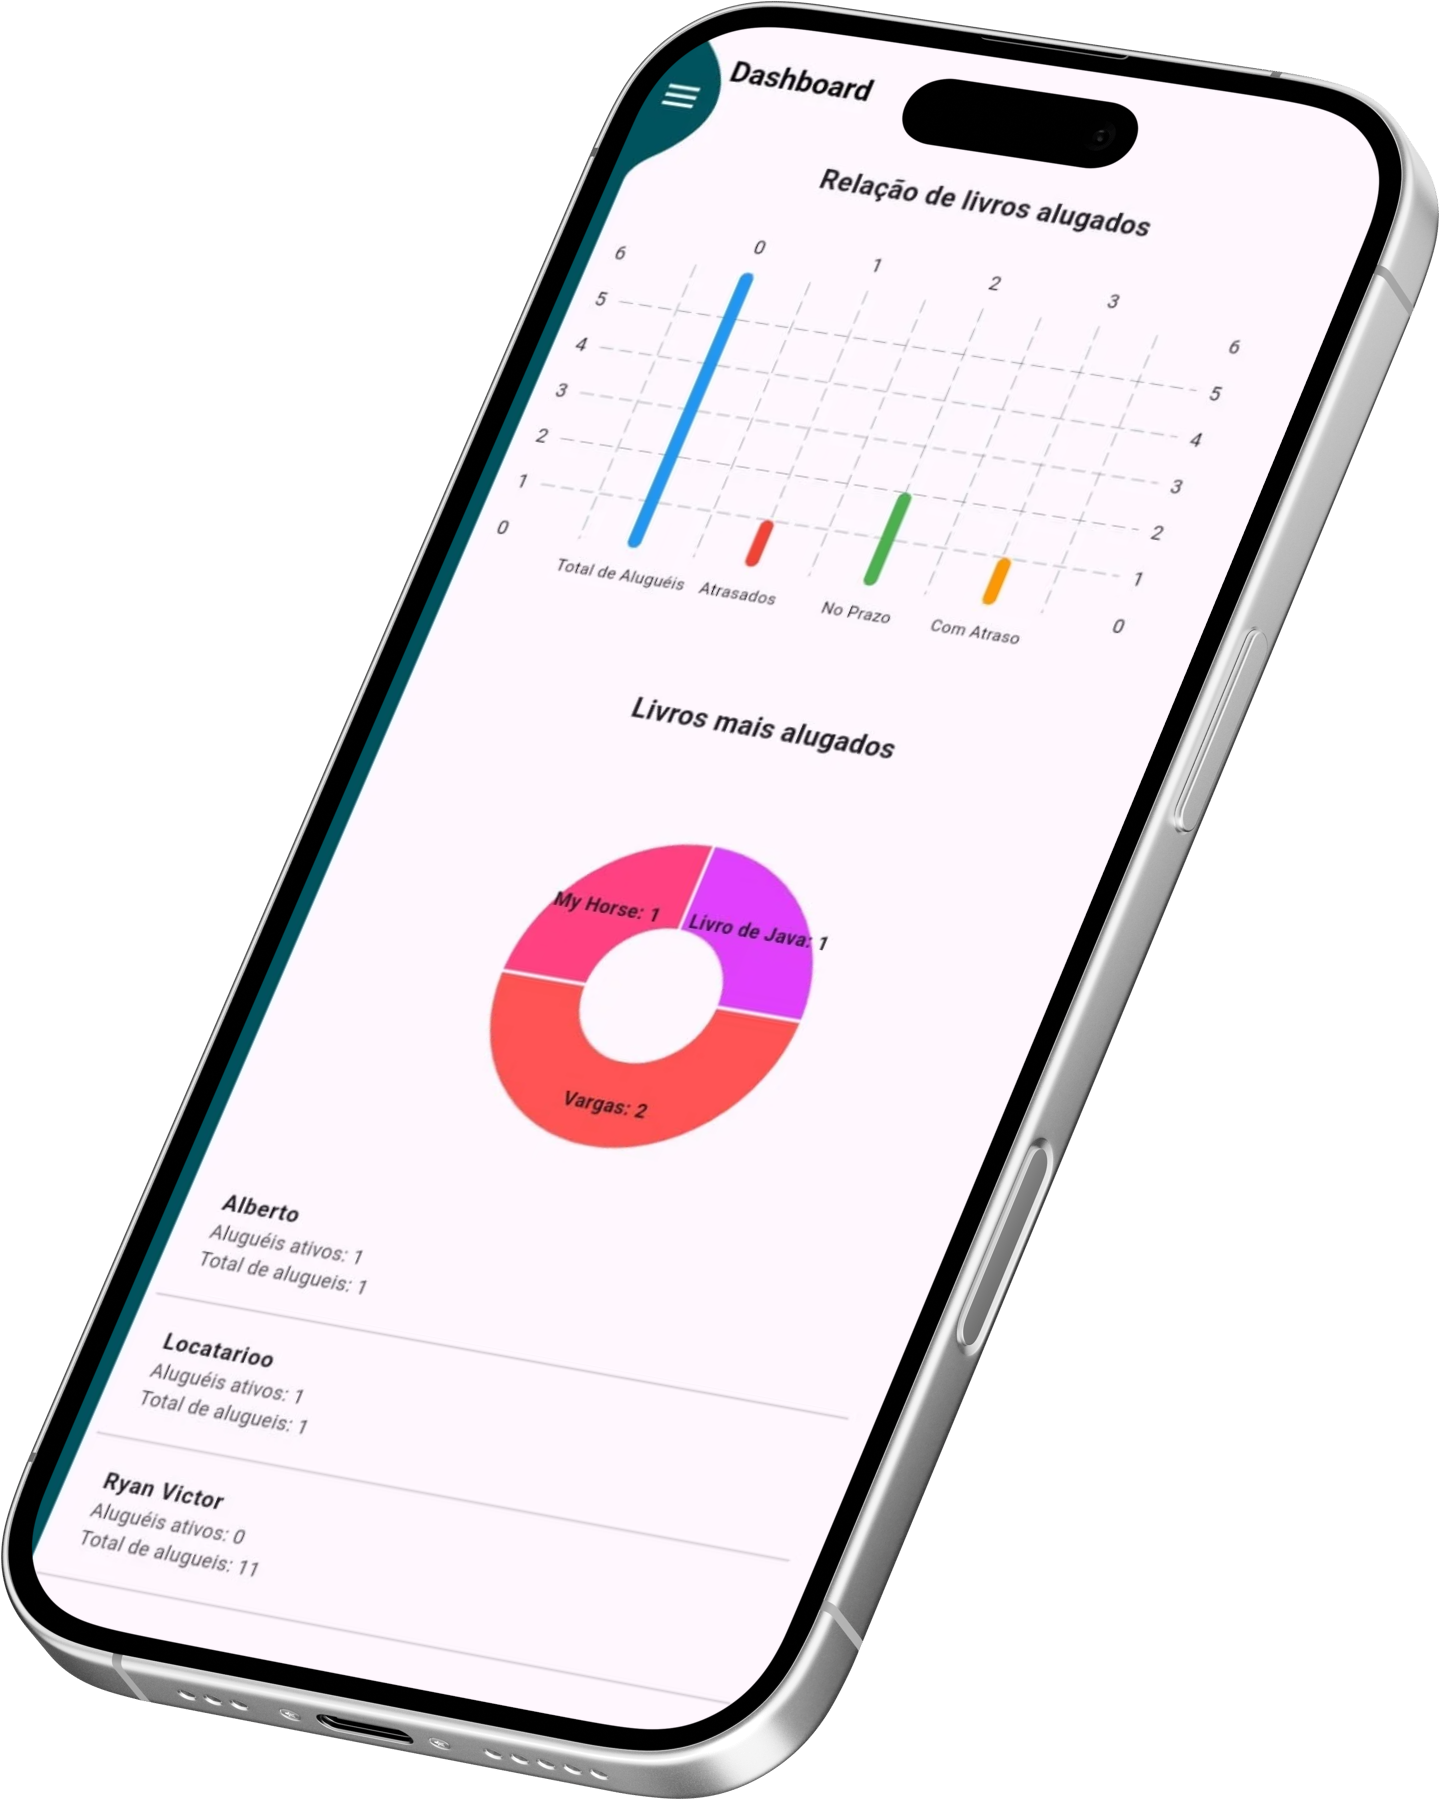 Dashboard
Relação de livros alugados
0 1 2 3
6 6
5 5
4 4
3 3
2 2
1 1
0 0
Total de Aluguéis Atrasados No Prazo Com Atraso
Livros mais alugados
My Horse: 1
Livro de Java: 1
Vargas: 2
Alberto
Aluguéis ativos: 1
Total de alugueis: 1
Locatarioo
Aluguéis ativos: 1
Total de alugueis: 1
Ryan Victor
Aluguéis ativos: 0
Total de alugueis: 11